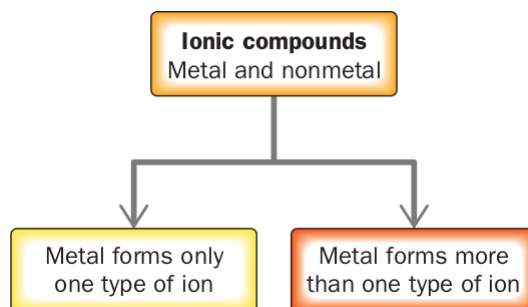 Ionic compounds
Metal and nonmetal
Metal forms only
one type of ion
Metal forms more
than one type of ion